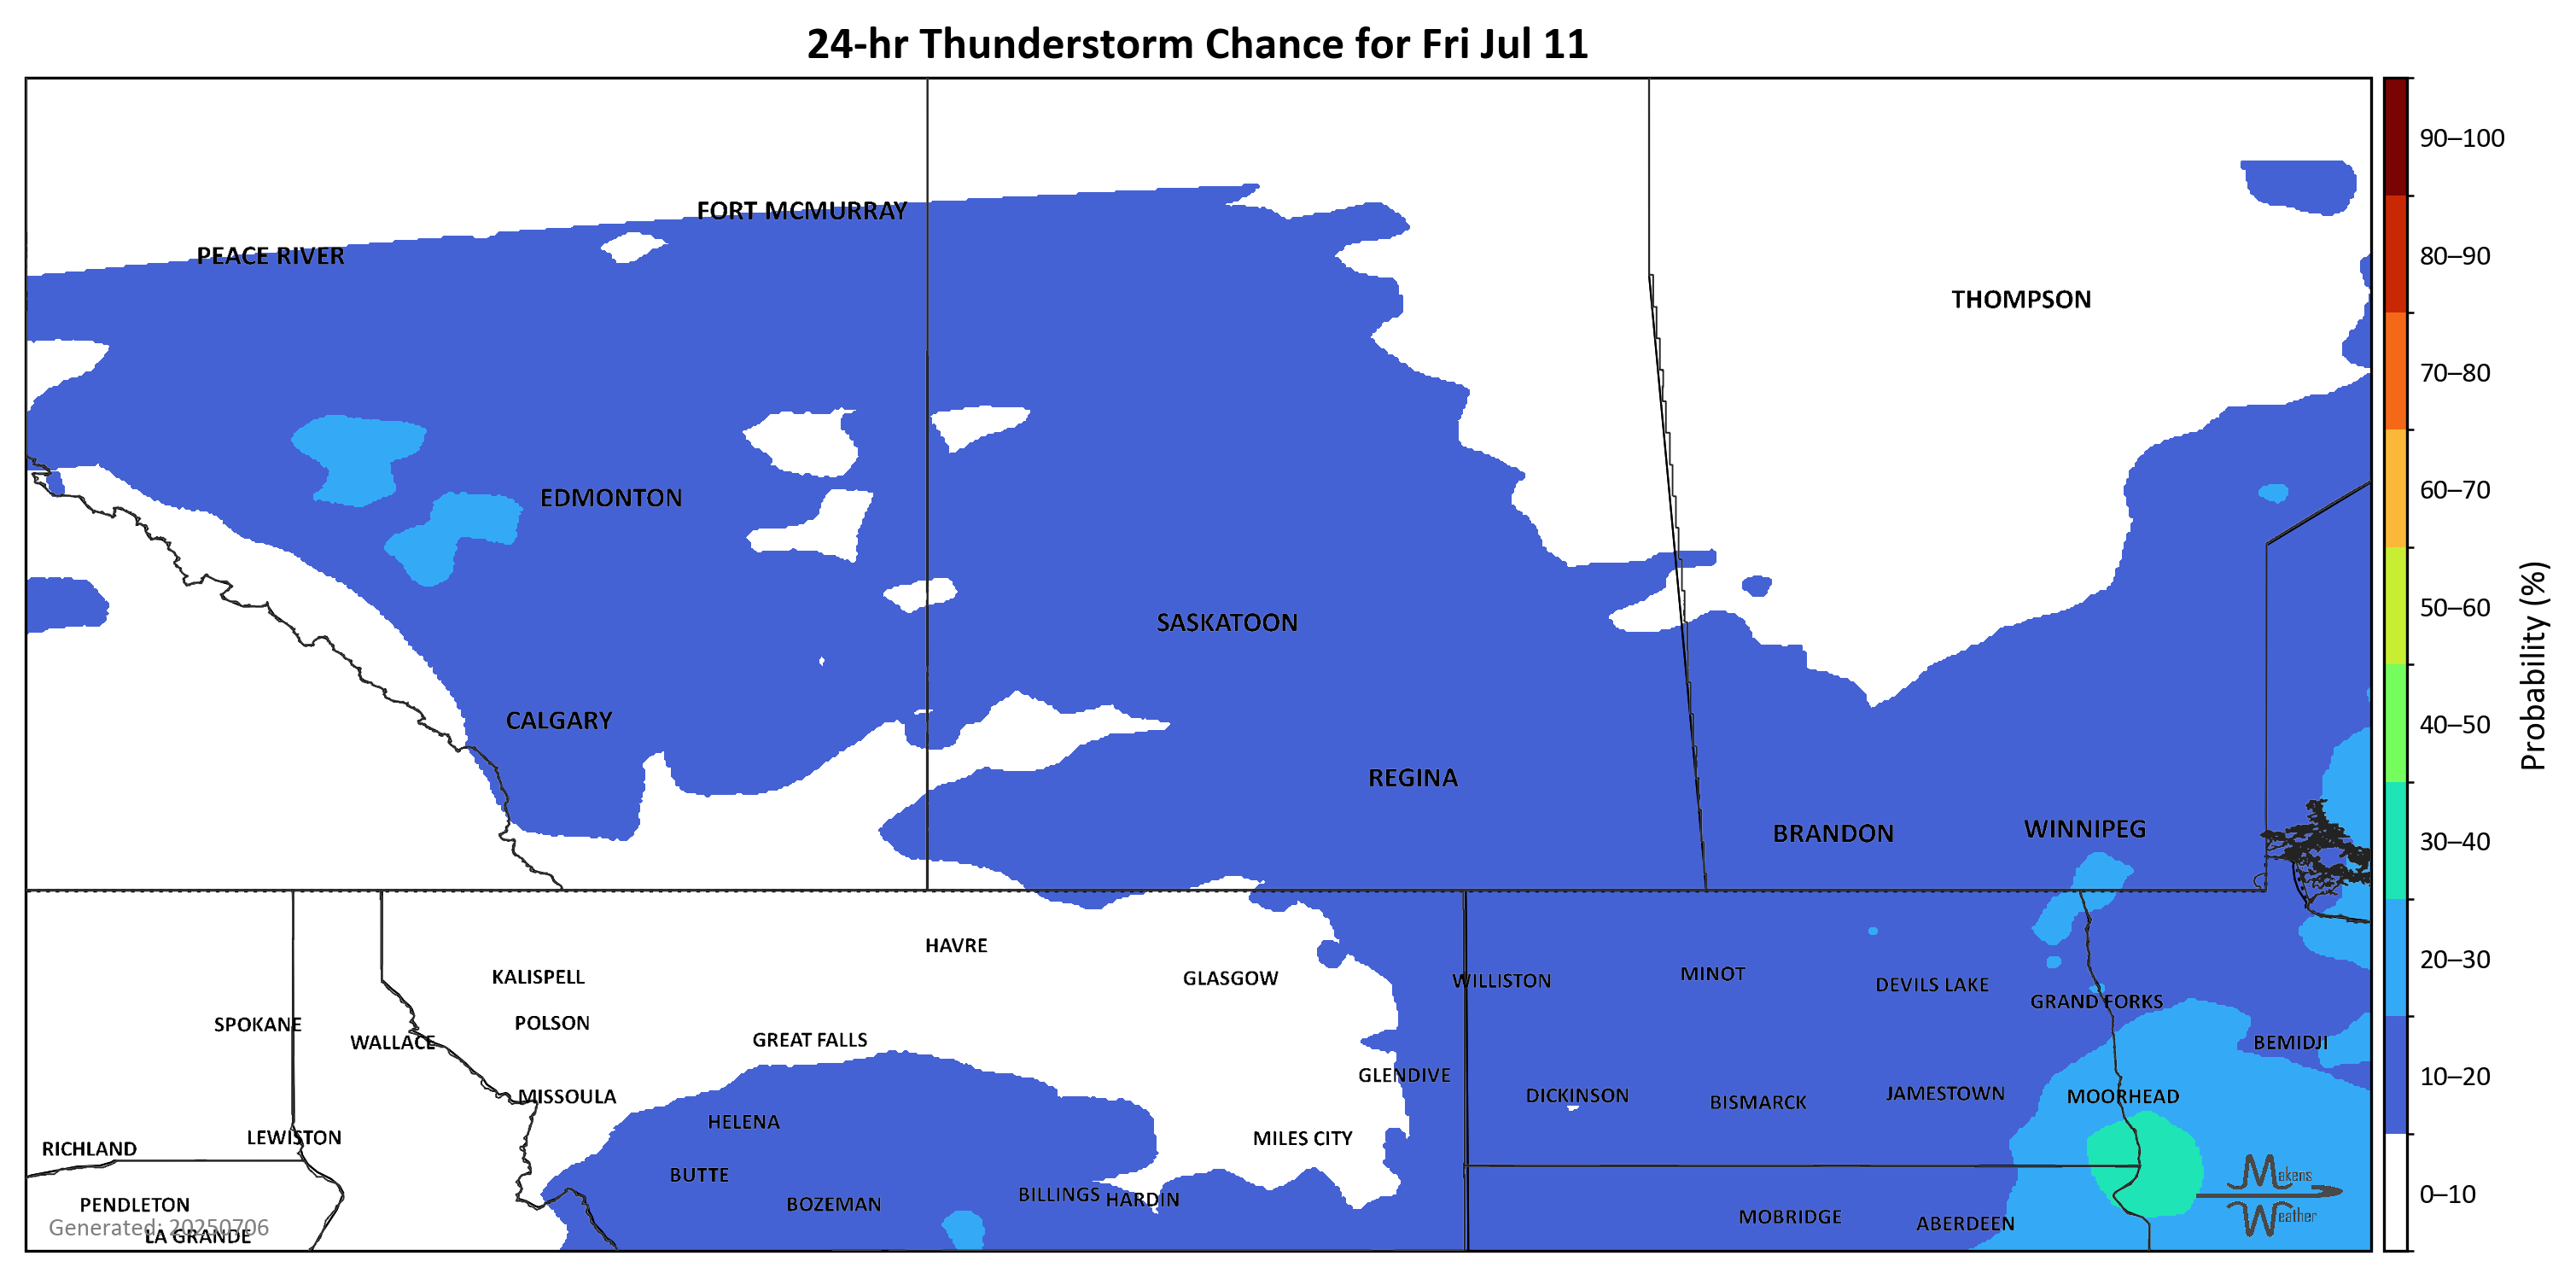 24-hr Thunderstorm Chance for Fri Jul 11
90–100
FORT MCMURRAY
PEACE RIVER
80–90
THOMPSON
70–80
EDMONTON
60–70
50–60
SASKATOON
Probability (%)
CALGARY
40–50
REGINA
BRANDON
WINNIPEG
30–40
HAVRE
20–30
KALISPELL
GLASGOW
WILLISTON
MINOT
DEVILS LAKE
GRAND FORKS
SPOKANE
POLSON
WALLACE
GREAT FALLS
BEMIDJI
GLENDIVE
10–20
MISSOULA
DICKINSON
BISMARCK
JAMESTOWN
MOORHEAD
HELENA
RICHLAND
LEWISTON
MILES CITY
BUTTE
Makens
Weather
PENDLETON
BOZEMAN
BILLINGS
HARDIN
0–10
MOBRIDGE
ABERDEEN
Generated: 20250706
LA GRANDE